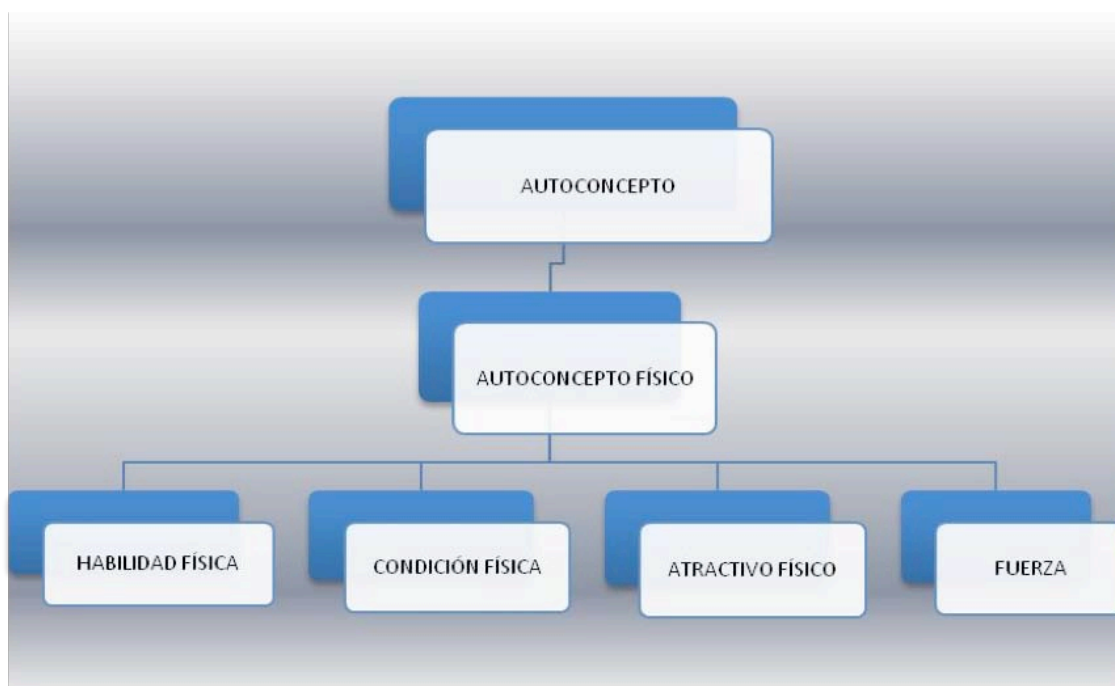 AUTOCONCEPTO
AUTOCONCEPTO FÍSICO
HABILIDAD FÍSICA
CONDICIÓN FÍSICA
ATRACTIVO FÍSICO
FUERZA